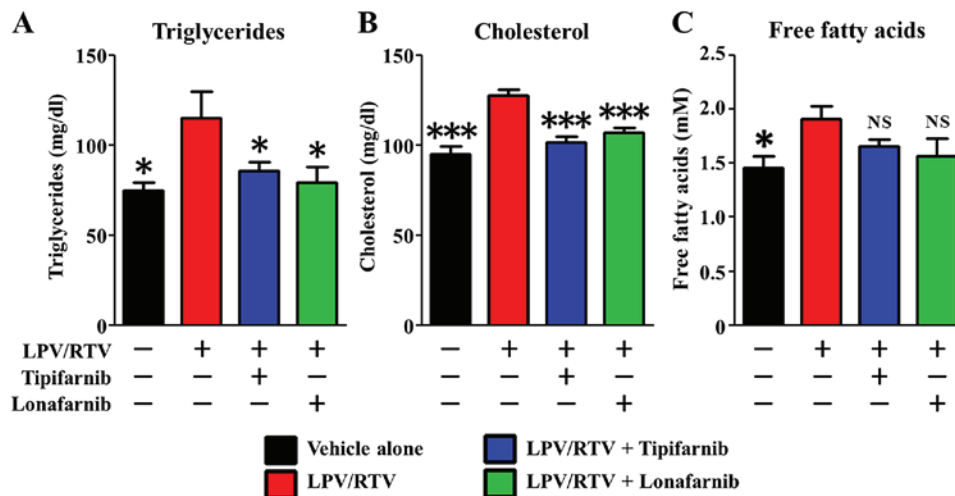 A Triglycerides B Cholesterol C Free fatty acids
Triglycerides (mg/dl)
150
100
50
0
* * *
Cholesterol (mg/dl)
150
100
50
0
*** *** ***
Free fatty acids (mM)
2.5
2.0
1.5
1.0
0.5
0
* NS NS
LPV/RTV − + + + − + + + − + + +
Tipifarnib − − + − − − + − − − + −
Lonafarnib − − − + − − − + − − − +
Vehicle alone LPV/RTV + Tipifarnib
LPV/RTV LPV/RTV + Lonafarnib